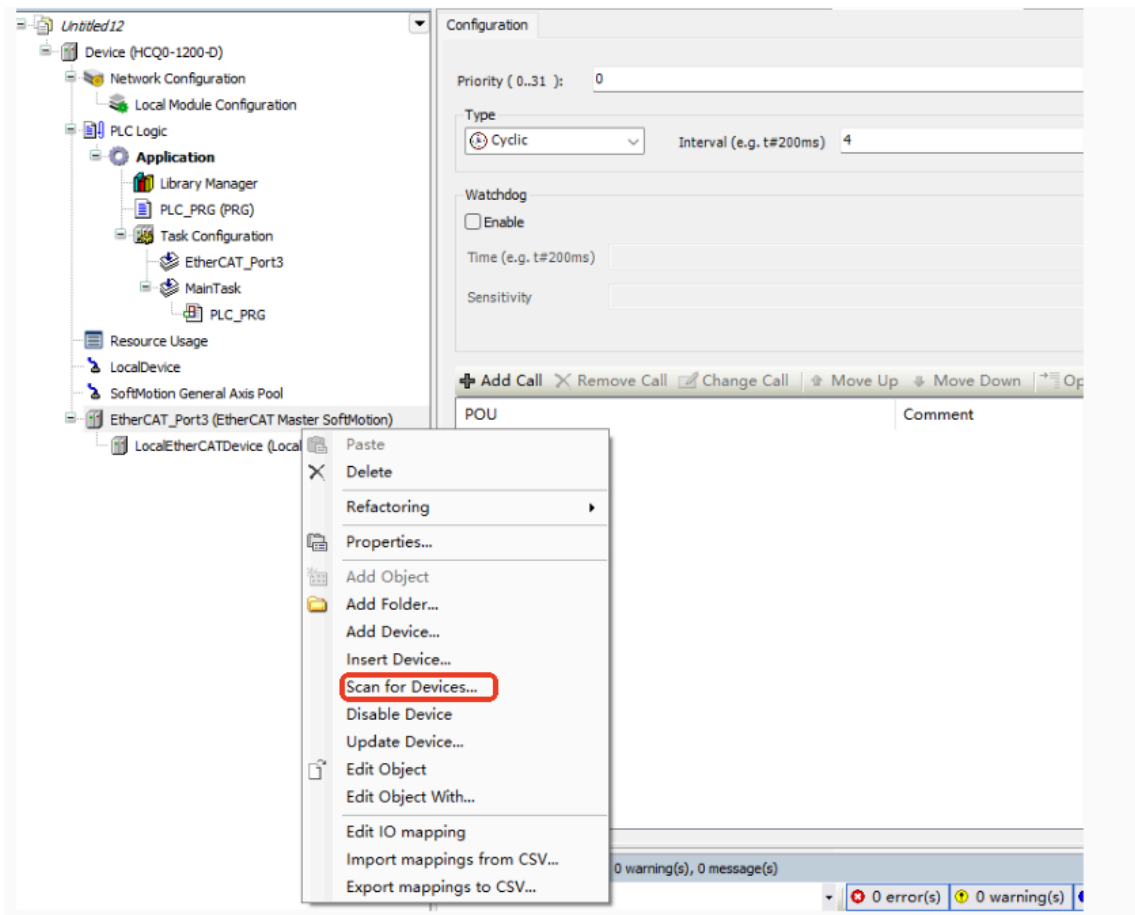 Untitled12
Device (HCQ0-1200-D)
Network Configuration
Local Module Configuration
PLC Logic
Application
Library Manager
PLC_PRG (PRG)
Task Configuration
EtherCAT_Port3
MainTask
PLC_PRG
Resource Usage
LocalDevice
SoftMotion General Axis Pool
EtherCAT_Port3 (EtherCAT Master SoftMotion)
LocalEtherCATDevice (Local
Configuration
Priority ( 0..31 ): 0
Type
Cyclic Interval (e.g. t#200ms) 4
Watchdog
Enable
Time (e.g. t#200ms)
Sensitivity
Add Call Remove Call Change Call Move Up Move Down Op
POU Comment
Paste
Delete
Refactoring
Properties...
Add Object
Add Folder...
Add Device...
Insert Device...
Scan for Devices...
Disable Device
Update Device...
Edit Object
Edit Object With...
Edit IO mapping
Import mappings from CSV...
Export mappings to CSV...
0 warning(s), 0 message(s)
0 error(s) 0 warning(s)